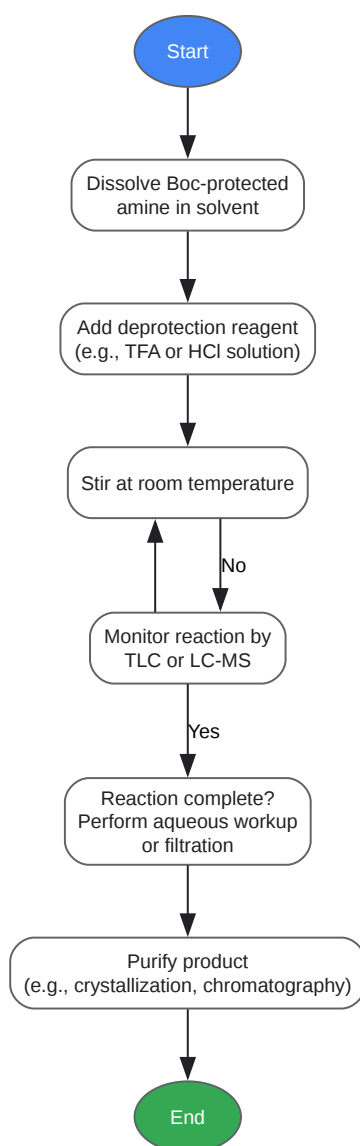 Start
Dissolve Boc-protected
amine in solvent
Add deprotection reagent
(e.g., TFA or HCl solution)
Stir at room temperature
No
Monitor reaction by
TLC or LC-MS
Yes
Reaction complete?
Perform aqueous workup
or filtration
Purify product
(e.g., crystallization, chromatography)
End